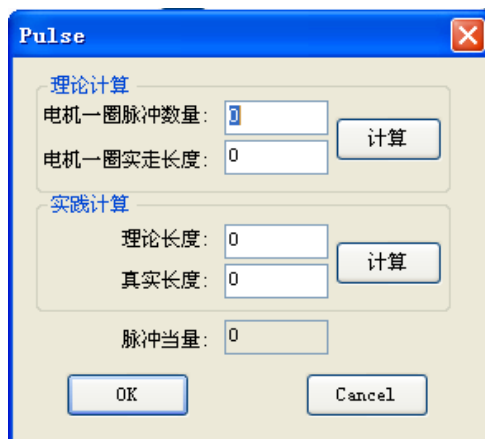 Pulse
理论计算
电机一圈脉冲数量: 0
计算
电机一圈实走长度: 0
实践计算
理论长度: 0
计算
真实长度: 0
脉冲当量: 0
OK Cancel